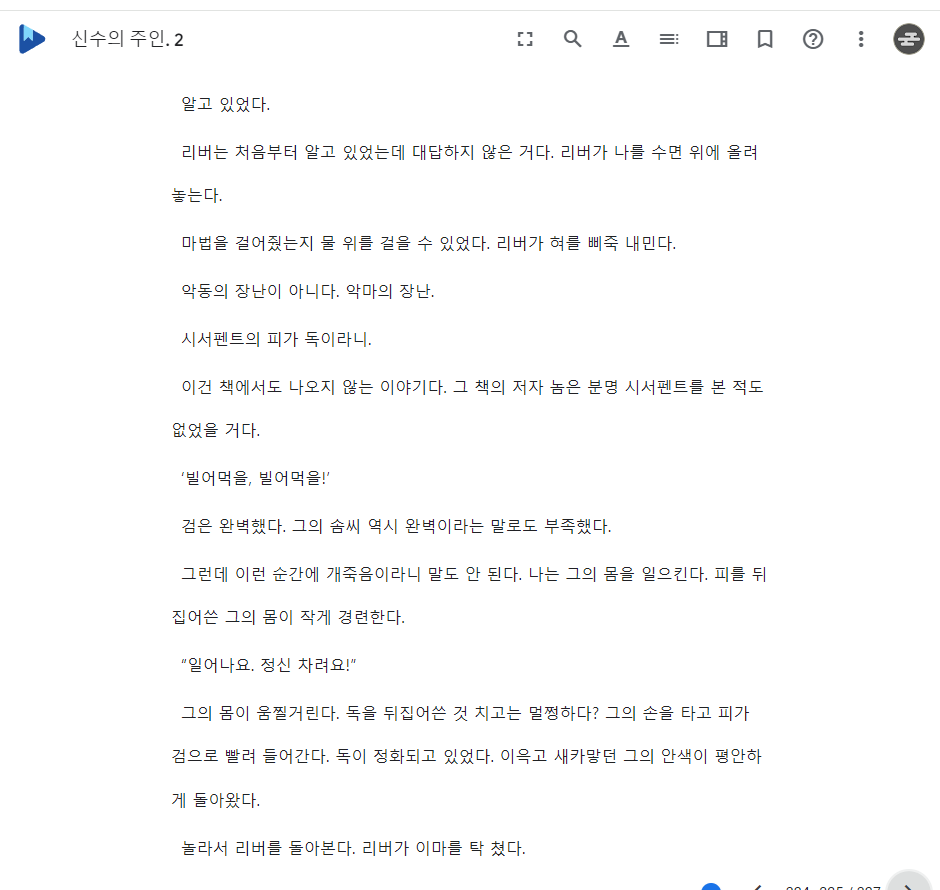 신수의 주인. 2
알고 있었다.
리버는 처음부터 알고 있었는데 대답하지 않은 거다. 리버가 나를 수면 위에 올려
놓는다.
마법을 걸어줬는지 물 위를 걸을 수 있었다. 리버가 혀를 삐죽 내민다.
악동의 장난이 아니다. 악마의 장난.
시서펜트의 피가 독이라니.
이건 책에서도 나오지 않는 이야기다. 그 책의 저자 놈은 분명 시서펜트를 본 적도
없었을 거다.
‘빌어먹을, 빌어먹을!’
검은 완벽했다. 그의 솜씨 역시 완벽이라는 말로도 부족했다.
그런데 이런 순간에 개죽음이라니 말도 안 된다. 나는 그의 몸을 일으킨다. 피를 뒤
집어쓴 그의 몸이 작게 경련한다.
“일어나요. 정신 차려요!”
그의 몸이 움찔거린다. 독을 뒤집어쓴 것 치고는 멀쩡하다? 그의 손을 타고 피가
검으로 빨려 들어간다. 독이 정화되고 있었다. 이윽고 새카맣던 그의 안색이 평안하
게 돌아왔다.
놀라서 리버를 돌아본다. 리버가 이마를 탁 쳤다.